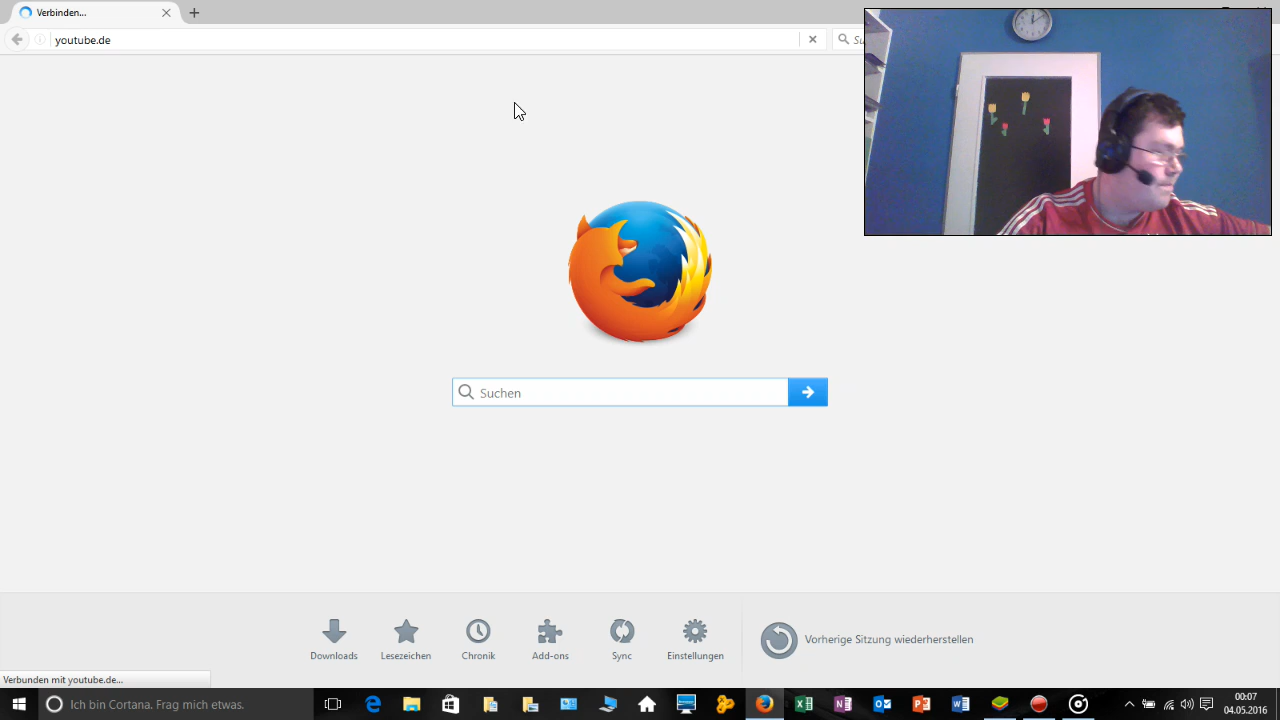 Verbinden...
youtube.de
Suchen
Downloads
Lesezeichen
Chronik
Add-ons
Sync
Einstellungen
Vorherige Sitzung wiederherstellen
Verbunden mit youtube.de...
Ich bin Cortana. Frag mich etwas.
00:07
04.05.2016